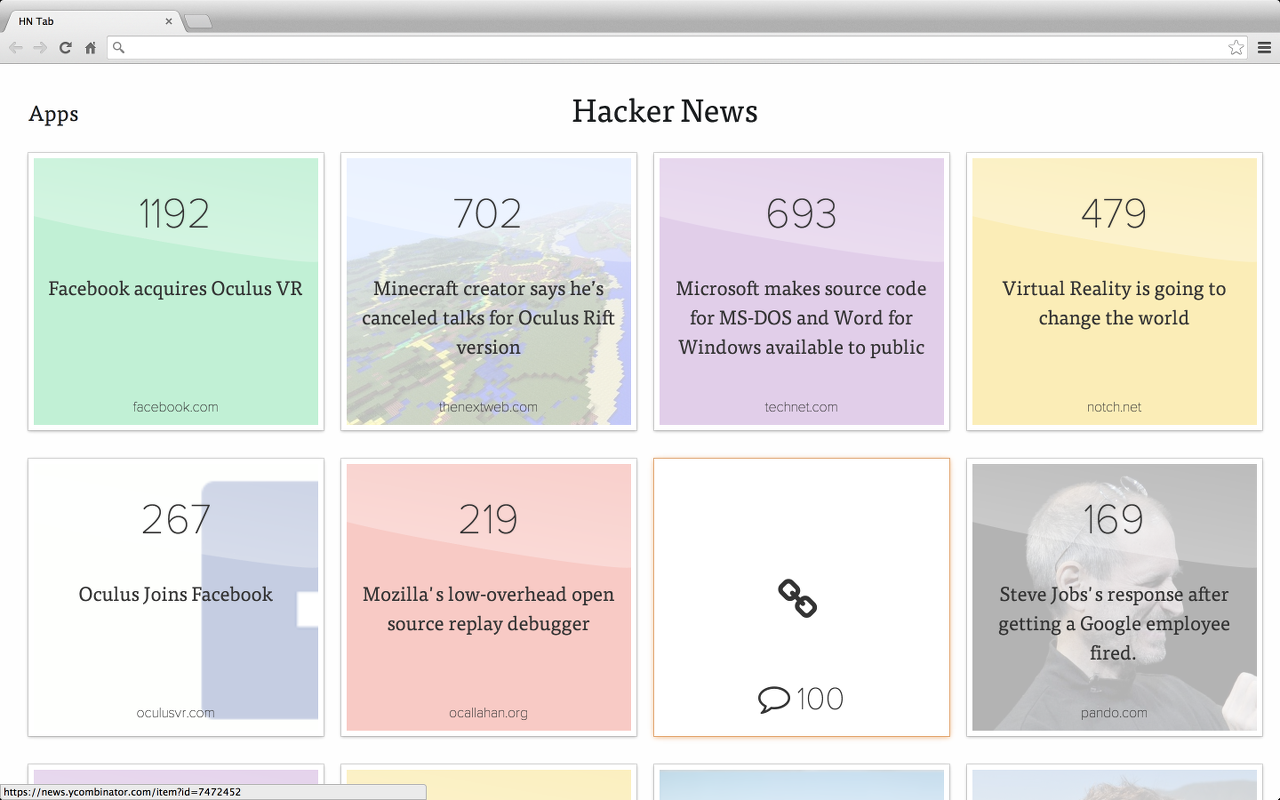 HN Tab
Apps
Hacker News
1192
Facebook acquires Oculus VR
facebook.com
702
Minecraft creator says he's
canceled talks for Oculus Rift
version
thenextweb.com
693
Microsoft makes source code
for MS-DOS and Word for
Windows available to public
technet.com
479
Virtual Reality is going to
change the world
notch.net
267
Oculus Joins Facebook
oculusvr.com
219
Mozilla's low-overhead open
source replay debugger
ocallahan.org
100
169
Steve Jobs's response after
getting a Google employee
fired.
pando.com
https://news.ycombinator.com/item?id=7472452